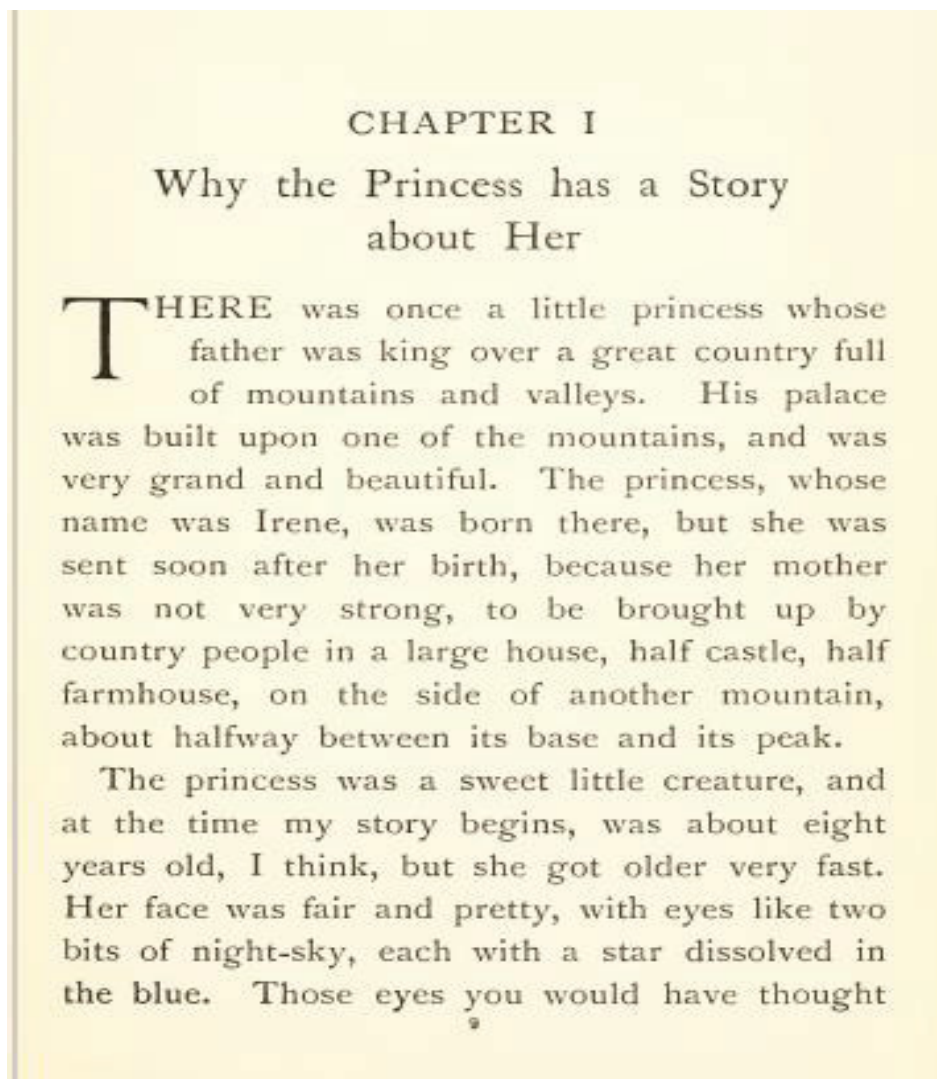 CHAPTER I
Why the Princess has a Story
about Her
THERE was once a little princess whose
father was king over a great country full
of mountains and valleys. His palace
was built upon one of the mountains, and was
very grand and beautiful. The princess, whose
name was Irene, was born there, but she was
sent soon after her birth, because her mother
was not very strong, to be brought up by
country people in a large house, half castle, half
farmhouse, on the side of another mountain,
about halfway between its base and its peak.
The princess was a sweet little creature, and
at the time my story begins, was about eight
years old, I think, but she got older very fast.
Her face was fair and pretty, with eyes like two
bits of night-sky, each with a star dissolved in
the blue. Those eyes you would have thought
9